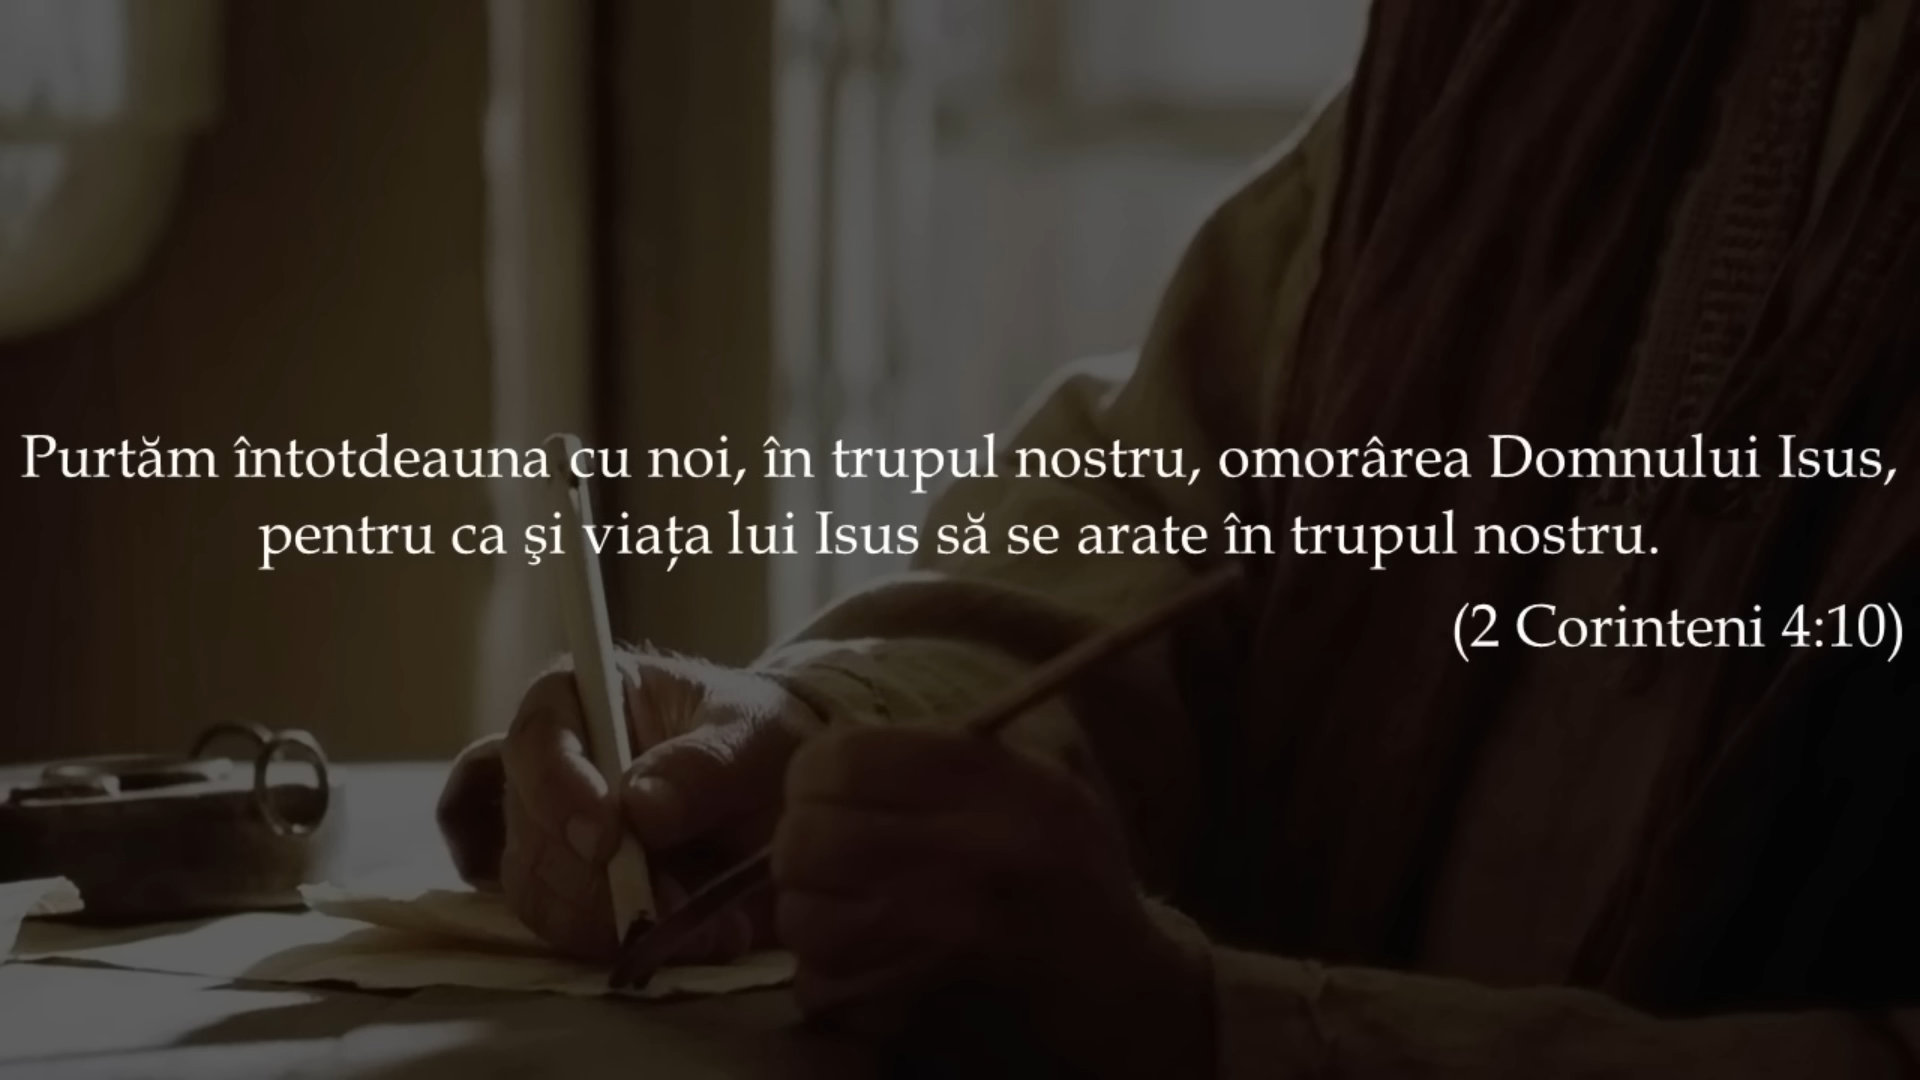 Purtăm întotdeauna cu noi, în trupul nostru, omorârea Domnului Isus,
pentru ca şi viața lui Isus să se arate în trupul nostru.
(2 Corinteni 4:10)